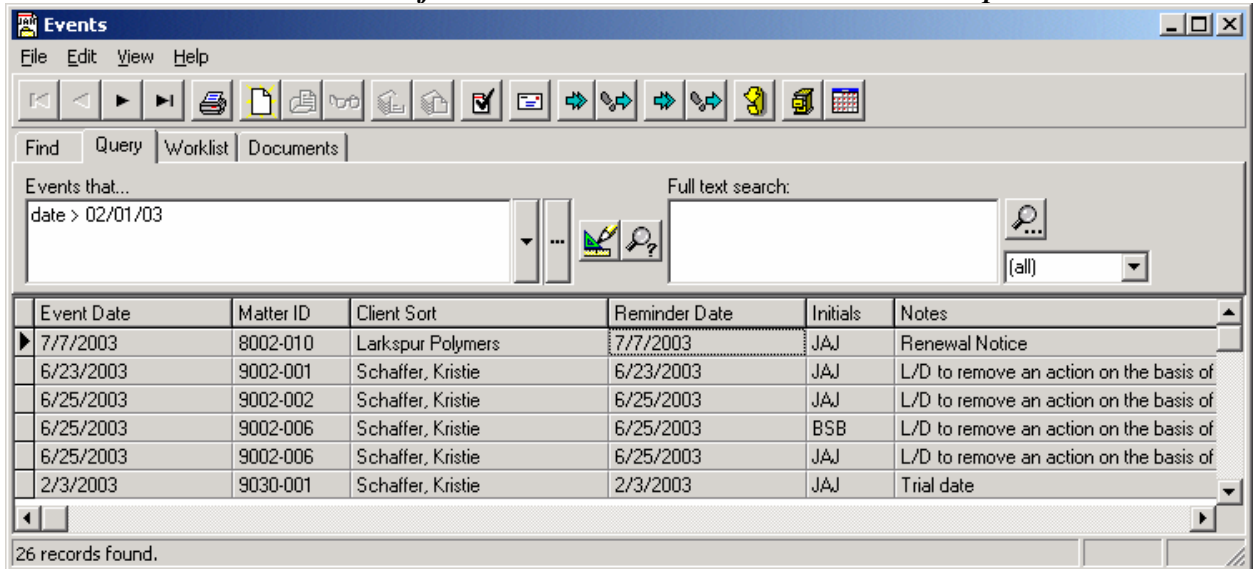 Events
File Edit View Help
Find Query Worklist Documents
Events that... Full text search:
date > 02/01/03
(all)
Event Date Matter ID Client Sort Reminder Date Initials Notes
7/7/2003 8002-010 Larkspur Polymers 7/7/2003 JAJ Renewal Notice
6/23/2003 9002-001 Schaffer, Kristie 6/23/2003 JAJ L/D to remove an action on the basis of
6/25/2003 9002-002 Schaffer, Kristie 6/25/2003 JAJ L/D to remove an action on the basis of
6/25/2003 9002-006 Schaffer, Kristie 6/25/2003 BSB L/D to remove an action on the basis of
6/25/2003 9002-006 Schaffer, Kristie 6/25/2003 JAJ L/D to remove an action on the basis of
2/3/2003 9030-001 Schaffer, Kristie 2/3/2003 JAJ Trial date
26 records found.